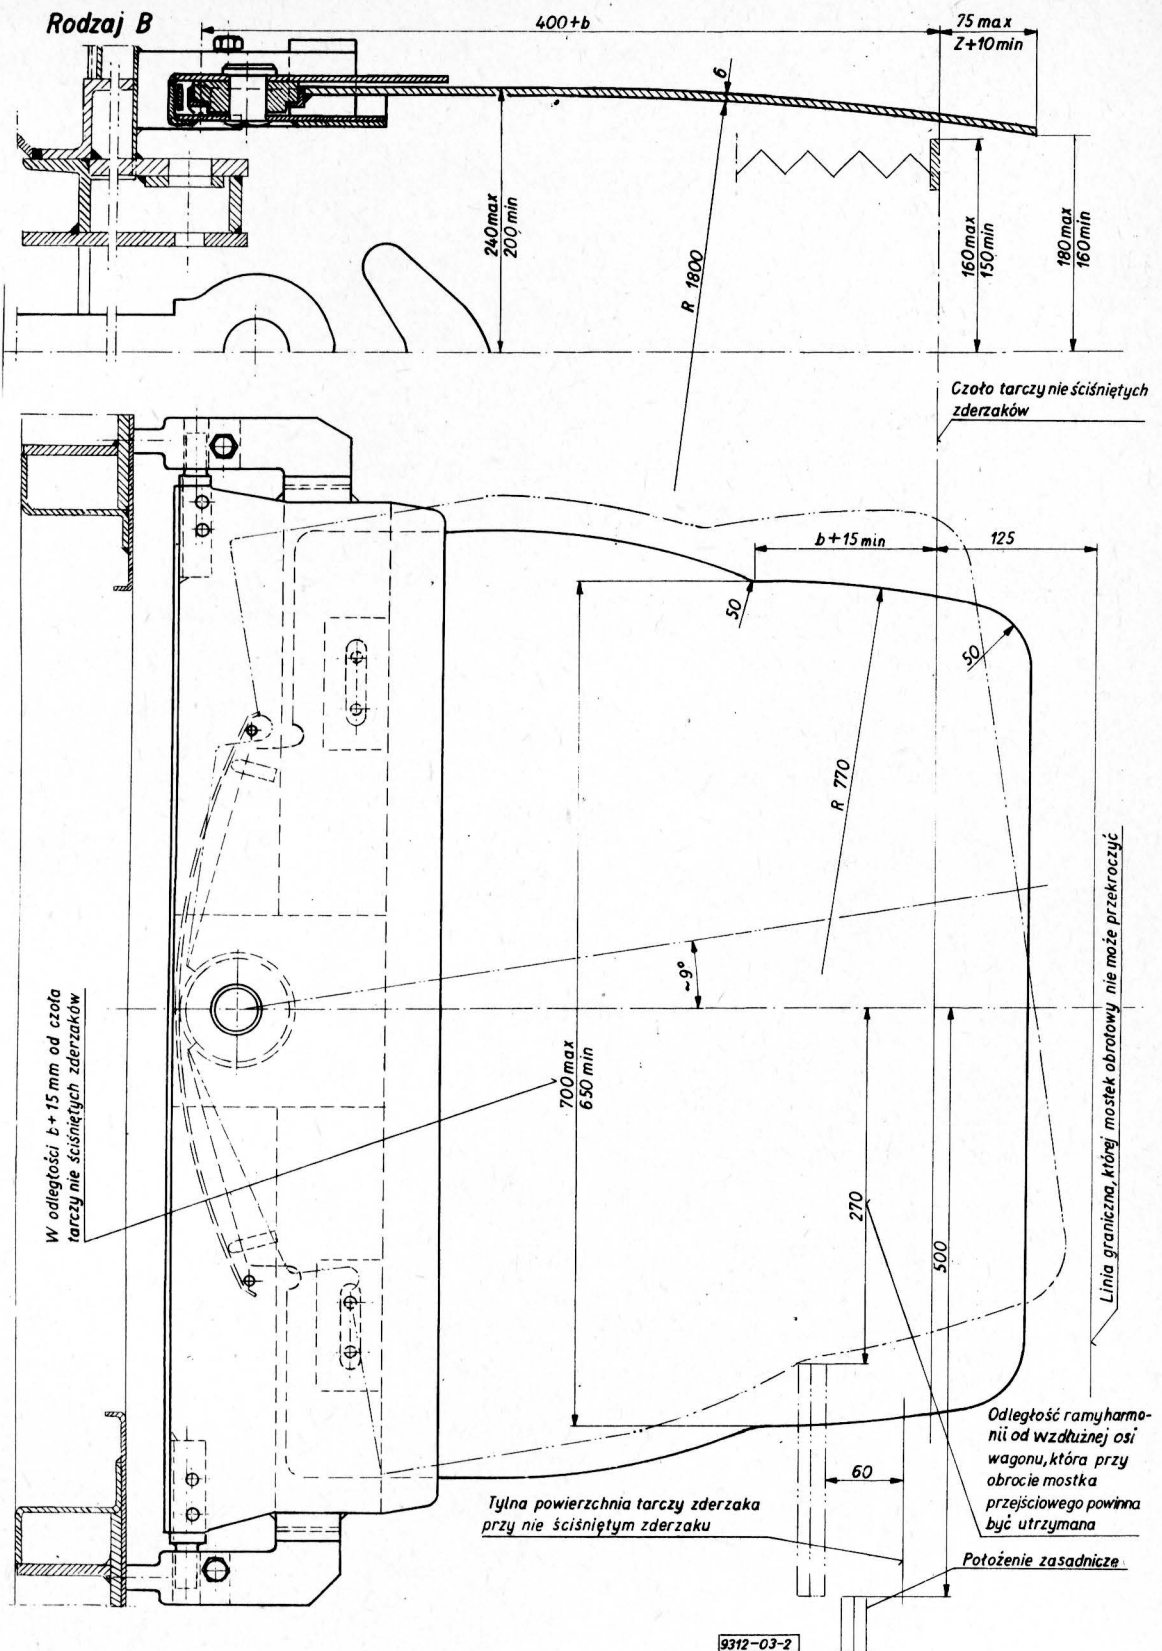 Rodzaj B
400+b
75 max
Z+10 min
6
240 max
200 min
R 1800
160 max
150 min
180 max
160 min
Czoło tarczy nie ściśniętych
zderzaków
b+15 min
125
50
50
R 770
~9°
700 max
650 min
W odległości b+15 mm od czoła
tarczy nie ściśniętych zderzaków
270
500
Linia graniczna, której mostek obrotowy nie może przekroczyć
60
Tylna powierzchnia tarczy zderzaka
przy nie ściśniętym zderzaku
Odległość ramy harmo-
nii od wzdłużnej osi
wagonu, która przy
obrocie mostka
przejściowego powinna
być utrzymana
Położenie zasadnicze
9312-03-2